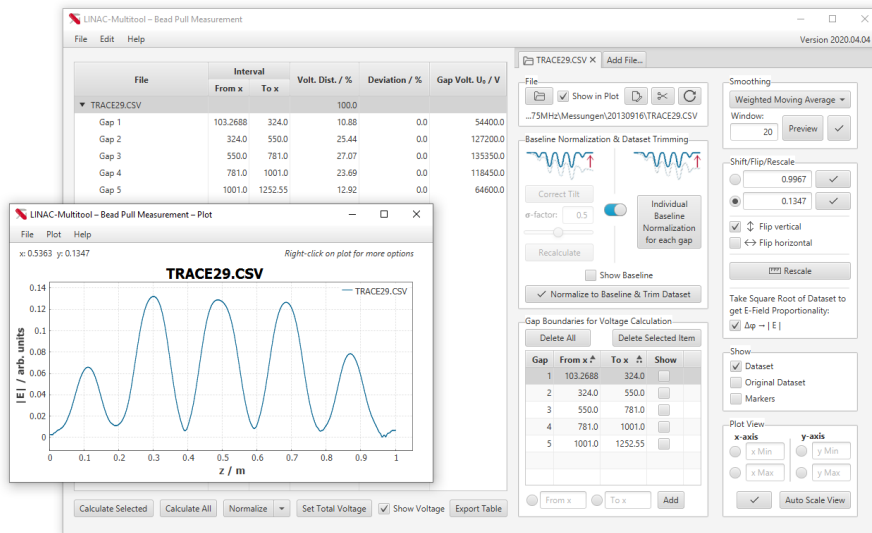 LINAC-Multitool – Bead Pull Measurement
File Edit Help
Version 2020.04.04
File Interval Volt. Dist. / % Deviation / % Gap Volt. U₀ / V
From x To x
TRACE29.CSV 100.0
Gap 1 103.2688 324.0 10.88 0.0 54400.0
Gap 2 324.0 550.0 25.44 0.0 127200.0
Gap 3 550.0 781.0 27.07 0.0 135350.0
Gap 4 781.0 1001.0 23.69 0.0 118450.0
Gap 5 1001.0 1252.55 12.92 0.0 64600.0
LINAC-Multitool – Bead Pull Measurement – Plot
File Plot Help
x: 0.5363 y: 0.1347
Right-click on plot for more options
TRACE29.CSV
TRACE29.CSV
|E| / arb. units
0.14
0.12
0.10
0.08
0.06
0.04
0.02
0
0 0.1 0.2 0.3 0.4 0.5 0.6 0.7 0.8 0.9 1
z / m
Calculate Selected Calculate All Normalize Set Total Voltage Show Voltage Export Table
TRACE29.CSV Add File...
File
Show in Plot
...75MHz\Messungen\20130916\TRACE29.CSV
Baseline Normalization & Dataset Trimming
Correct Tilt
σ-factor: 0.5
Recalculate
Individual
Baseline
Normalization
for each gap
Show Baseline
Normalize to Baseline & Trim Dataset
Gap Boundaries for Voltage Calculation
Delete All Delete Selected Item
Gap From x To x Show
1 103.2688 324.0
2 324.0 550.0
3 550.0 781.0
4 781.0 1001.0
5 1001.0 1252.55
From x To x Add
Smoothing
Weighted Moving Average
Window:
20 Preview
Shift/Flip/Rescale
0.9967
0.1347
Flip vertical
Flip horizontal
Rescale
Take Square Root of Dataset to
get E-Field Proportionality:
Δφ → | E |
Show
Dataset
Original Dataset
Markers
Plot View
x-axis y-axis
x Min y Min
x Max y Max
Auto Scale View